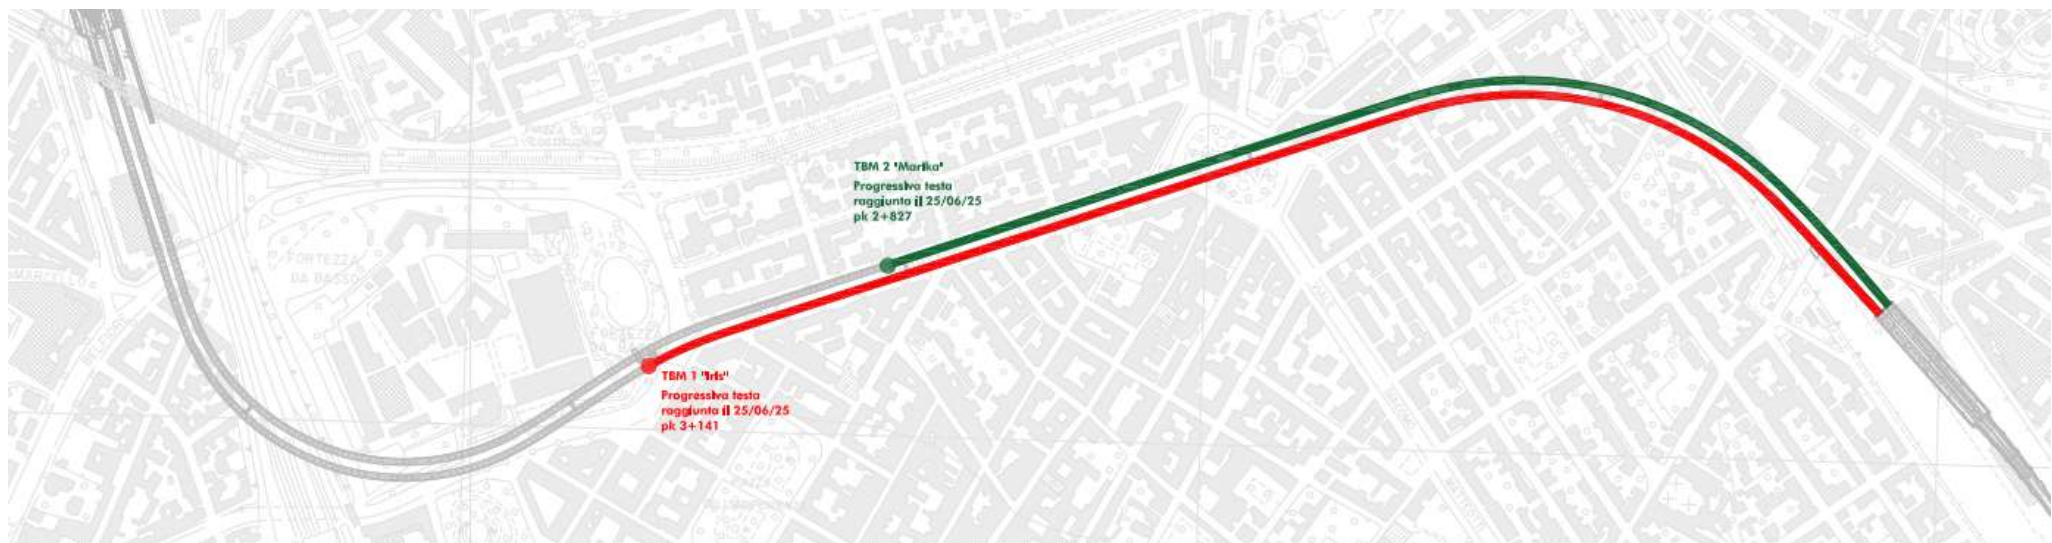 TBM 2 "Marika"
Progressiva testa
raggiunta il 25/06/25
pk 2+827
FORTEZZA
DA BASSO
TBM 1 "Iris"
Progressiva testa
raggiunta il 25/06/25
pk 3+141